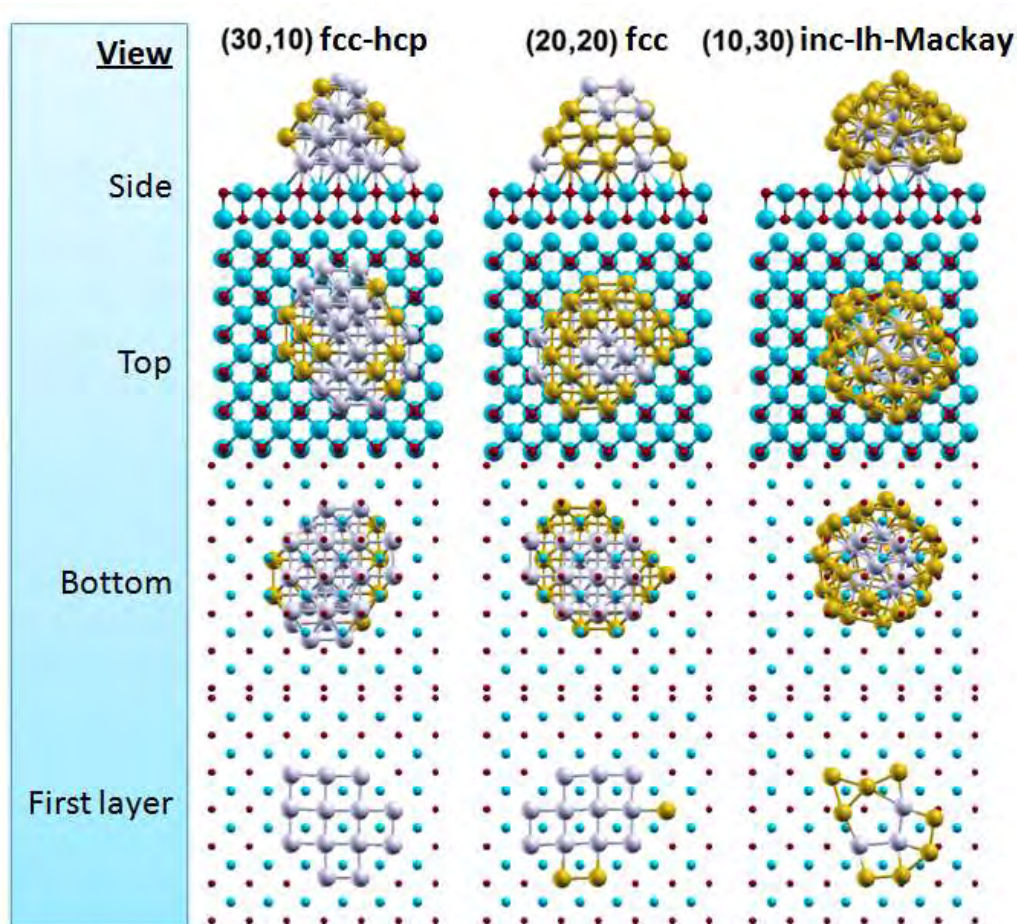 View
(30,10) fcc-hcp
(20,20) fcc
(10,30) inc-Ih-Mackay
Side
Top
Bottom
First layer